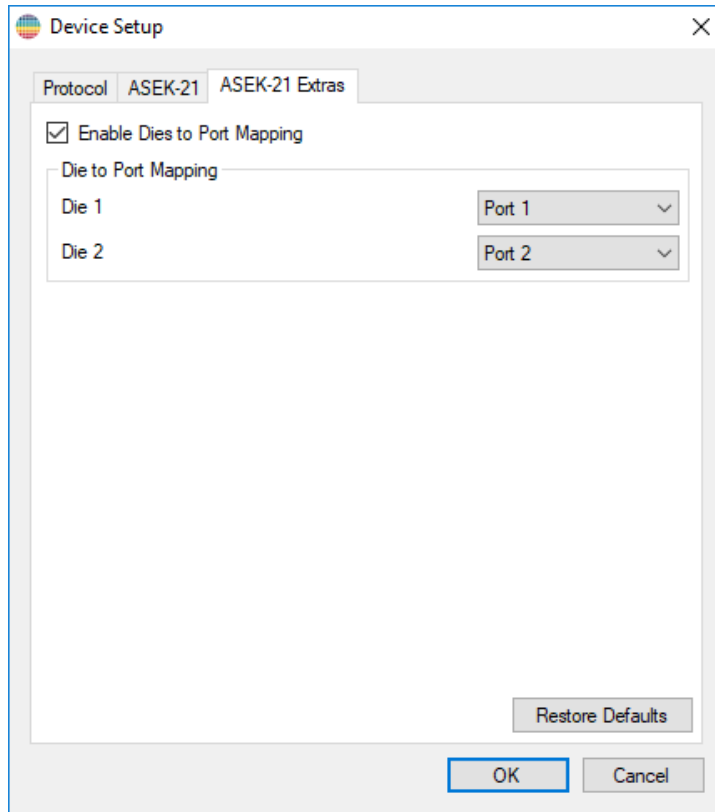 Device Setup
Protocol ASEK-21 ASEK-21 Extras
Enable Dies to Port Mapping
Die to Port Mapping
Die 1 Port 1
Die 2 Port 2
Restore Defaults
OK Cancel